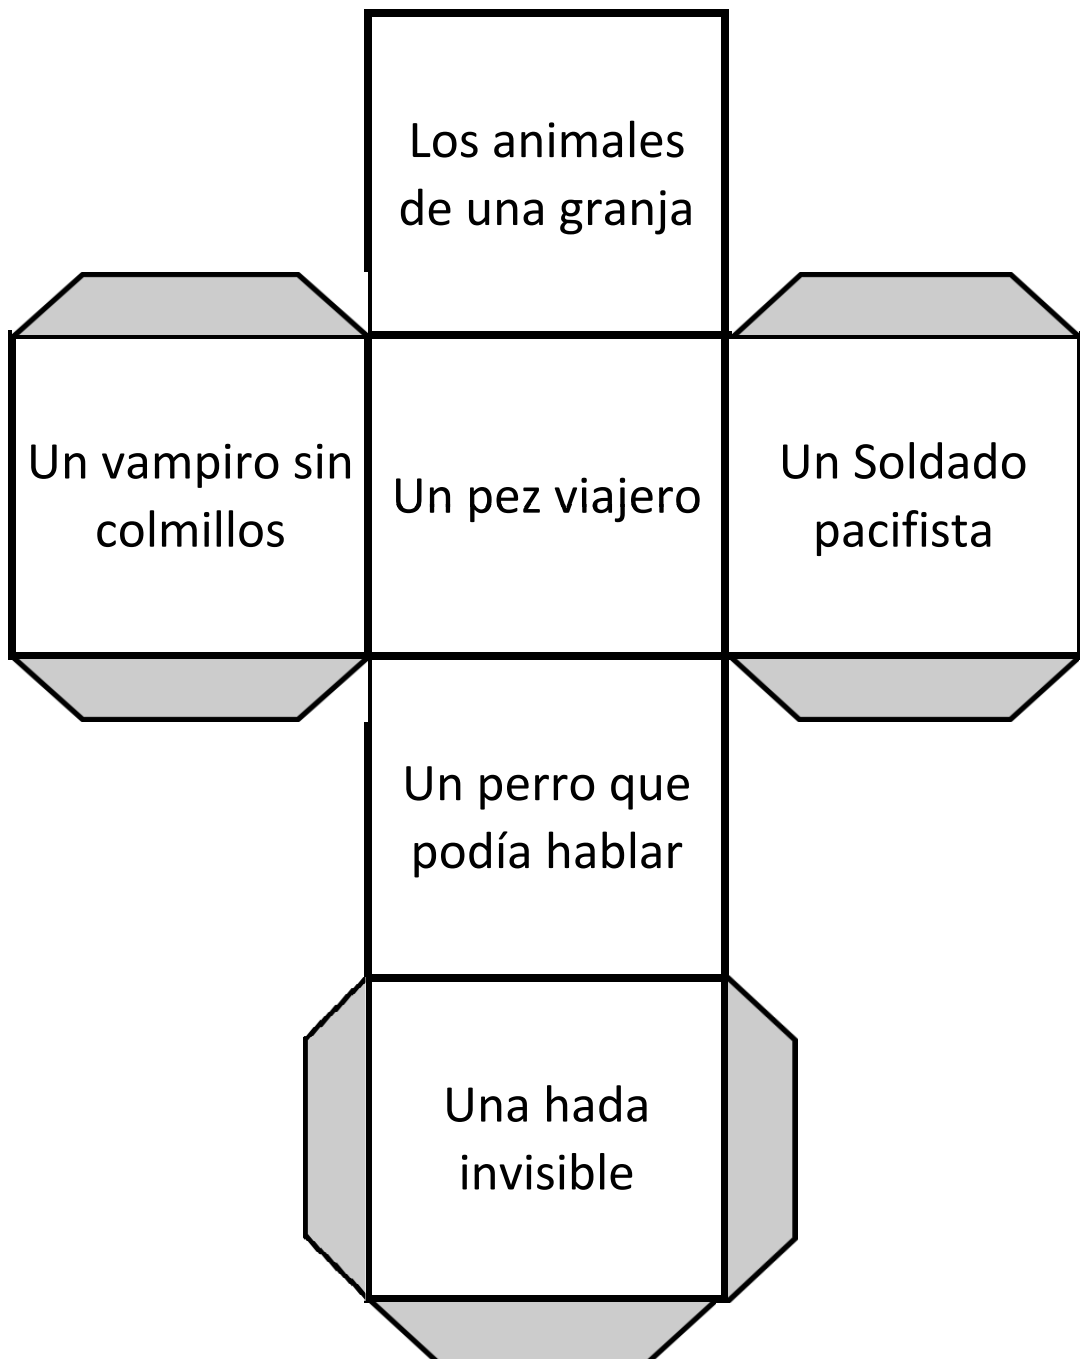 Los animales
de una granja
Un vampiro sin
colmillos
Un pez viajero
Un Soldado
pacifista
Un perro que
podía hablar
Una hada
invisible